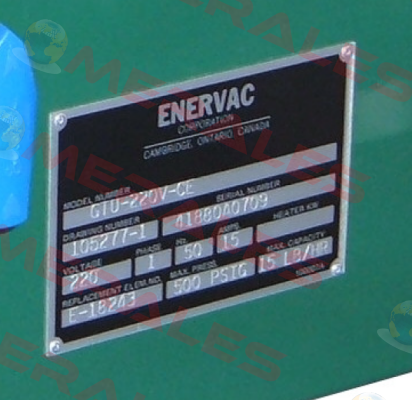 ENERVAC
CORPORATION
CAMBRIDGE, ONTARIO, CANADA
MODEL NUMBER
GTU-220V-CE
DRAWING NUMBER SERIAL NUMBER
105277-1 41880A0709
VOLTAGE PHASE Hz AMPS HEATER KW
220 1 50 15
REPLACEMENT ELEM.NO. MAX. PRESS. MAX. CAPACITY
E-18243 500 PSIG 15 LB/HR